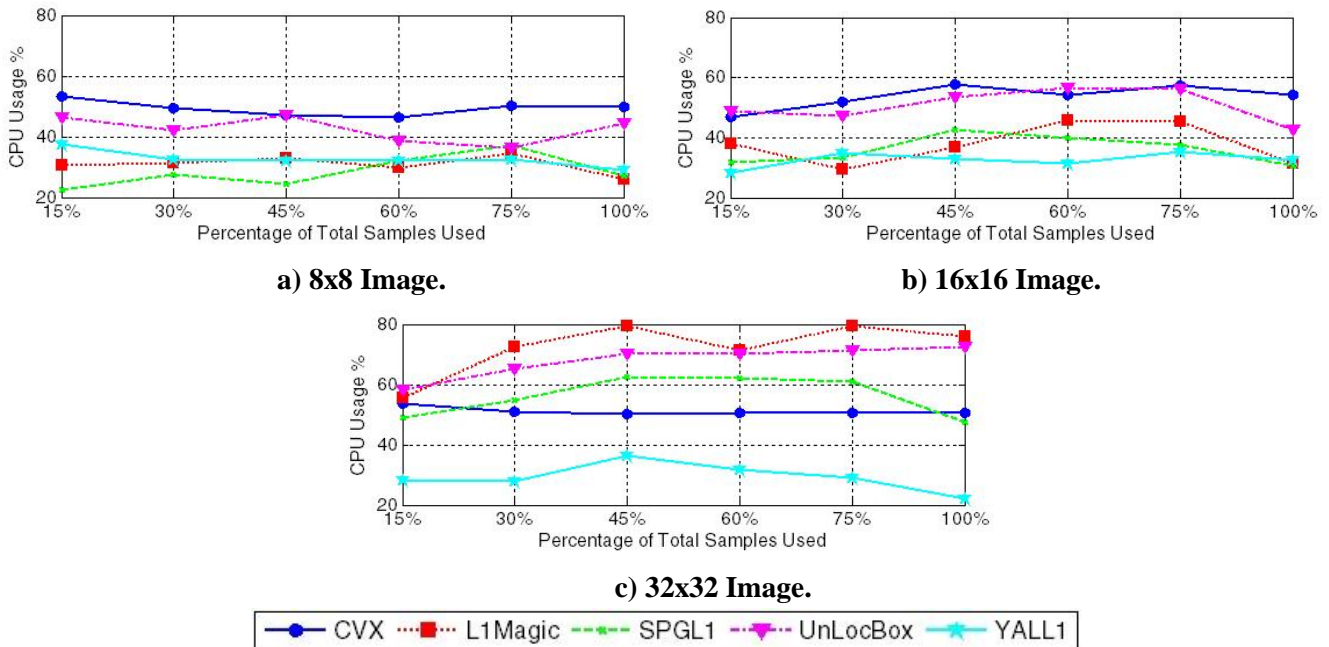 80
60
40
20
CPU Usage %
15% 30% 45% 60% 75% 100%
Percentage of Total Samples Used
a) 8x8 Image.
80
60
40
20
CPU Usage %
15% 30% 45% 60% 75% 100%
Percentage of Total Samples Used
b) 16x16 Image.
80
60
40
20
CPU Usage %
15% 30% 45% 60% 75% 100%
Percentage of Total Samples Used
c) 32x32 Image.
CVX L1Magic SPGL1 UnLocBox YALL1